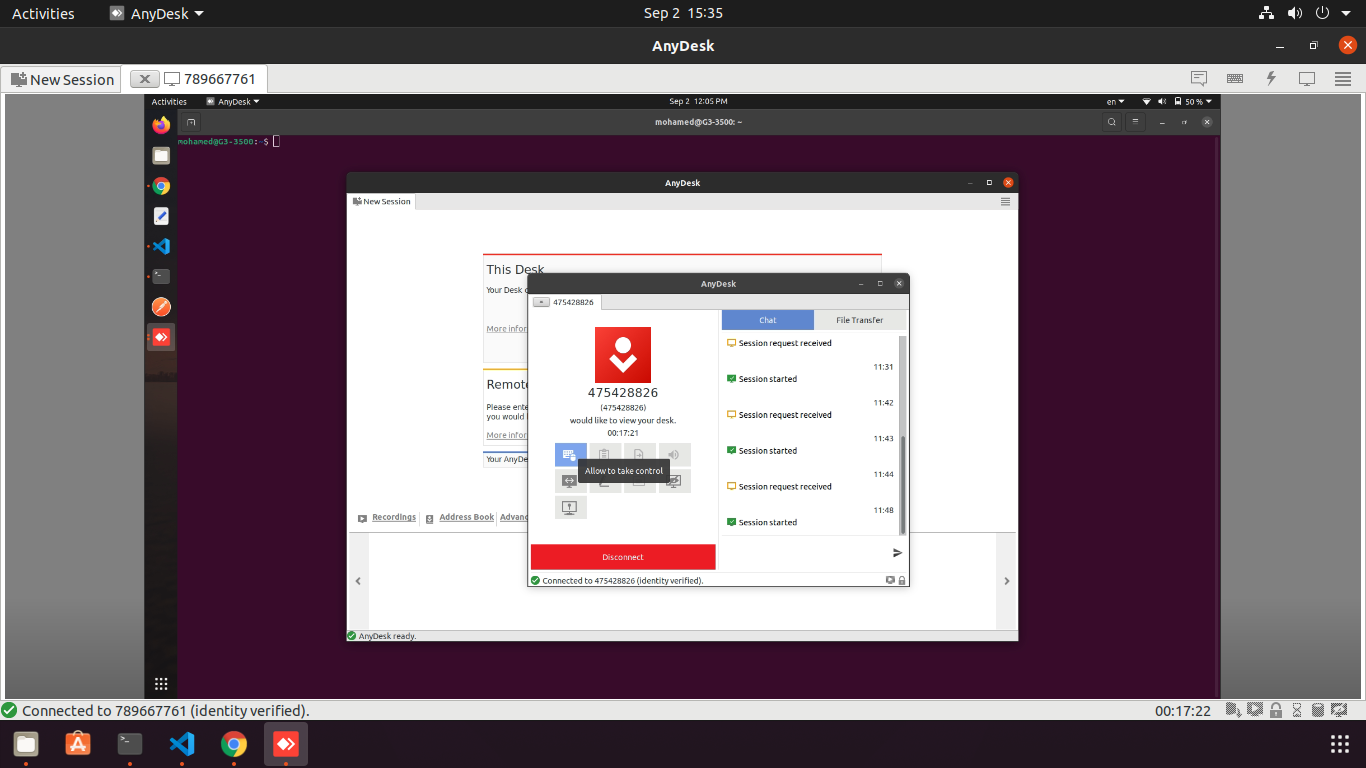 Activities
AnyDesk
Sep 2 15:35
AnyDesk
New Session
789667761
Activities
AnyDesk
Sep 2 12:05 PM
en
50 %
mohamed@G3-3500: ~
mohamed@G3-3500:~$
AnyDesk
New Session
This Desk
Your Desk
More infor
Remote
Please ente
you would
More infor
Your AnyDe
Recordings
Address Book
Advan
AnyDesk
475428826
475428826
(475428826)
would like to view your desk.
00:17:21
Allow to take control
Disconnect
Chat
File Transfer
Session request received
11:31
Session started
11:42
Session request received
11:43
Session started
11:44
Session request received
11:48
Session started
Connected to 475428826 (identity verified).
AnyDesk ready.
Connected to 789667761 (identity verified).
00:17:22